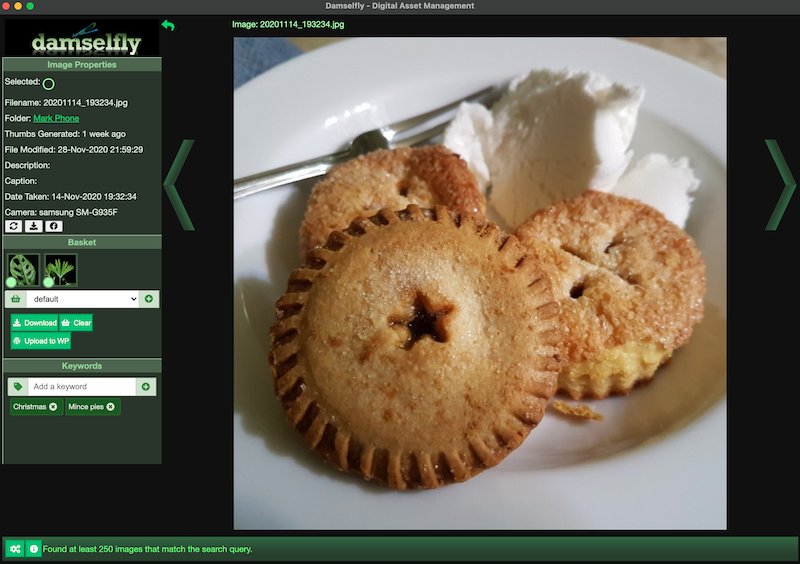 Damselfly - Digital Asset Management
damselfly
Image: 20201114_193234.jpg
Image Properties
Selected:
Filename: 20201114_193234.jpg
Folder: Mark Phone
Thumbs Generated: 1 week ago
File Modified: 28-Nov-2020 21:59:29
Description:
Caption:
Date Taken: 14-Nov-2020 19:32:34
Camera: samsung SM-G935F
Basket
default
Download
Clear
Upload to WP
Keywords
Add a keyword
Christmas
Mince pies
Found at least 250 images that match the search query.